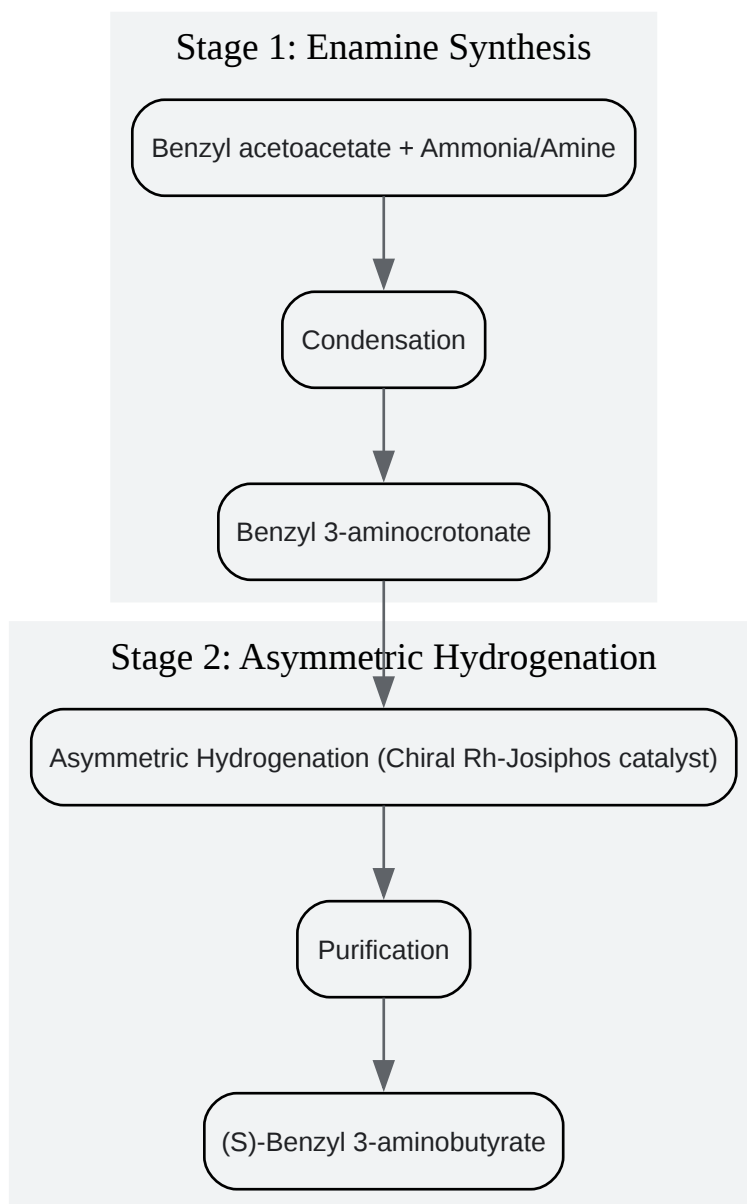 Stage 1: Enamine Synthesis
Benzyl acetoacetate + Ammonia/Amine
Condensation
Benzyl 3-aminocrotonate
Stage 2: Asymmetric Hydrogenation
Asymmetric Hydrogenation (Chiral Rh-Josiphos catalyst)
Purification
(S)-Benzyl 3-aminobutyrate